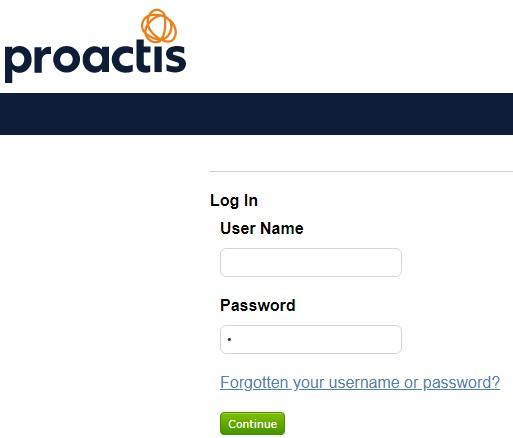 proactis
Log In
User Name
Password
•
Forgotten your username or password?
Continue